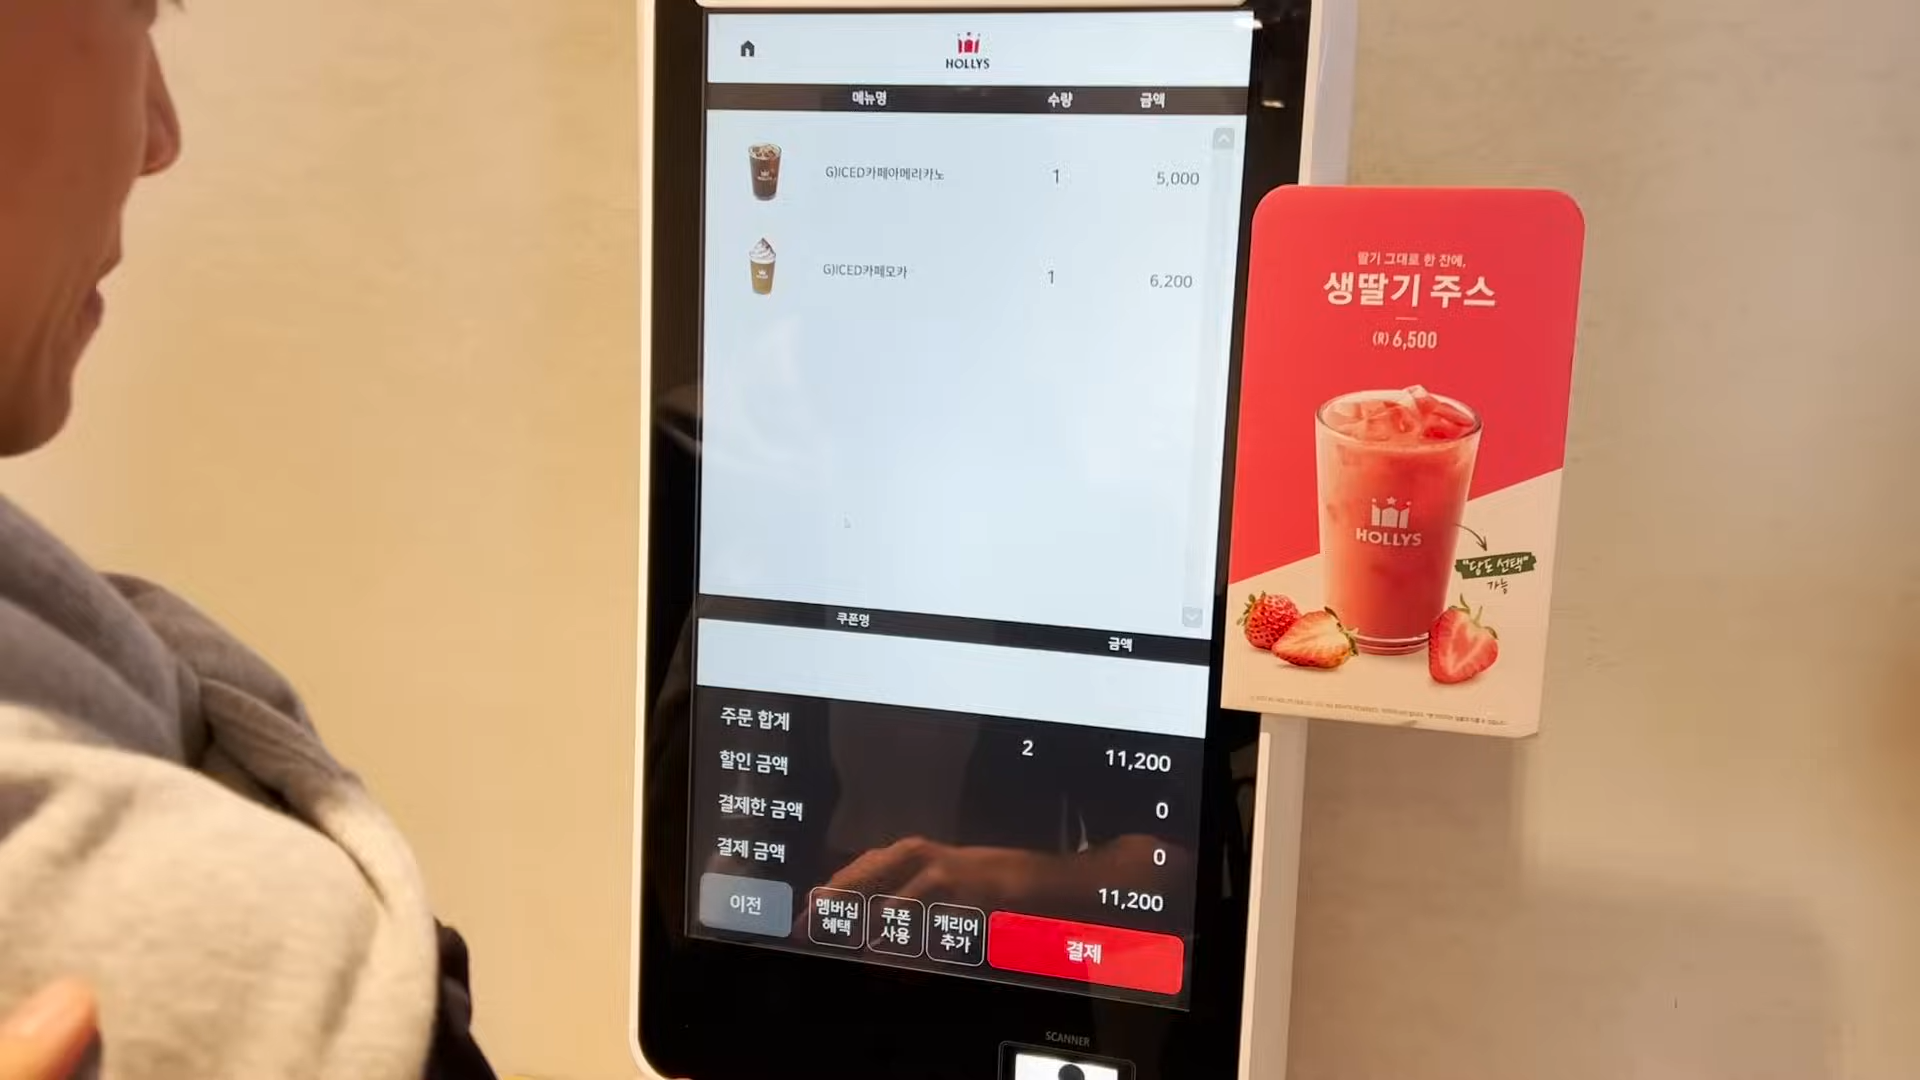 HOLLYS
메뉴명 수량 금액
G)ICED카페아메리카노 1 5,000
G)ICED카페모카 1 6,200
쿠폰명 금액
주문 합계 2 11,200
할인 금액 0
결제한 금액 0
결제 금액 11,200
이전
멤버십
혜택
쿠폰
사용
캐리어
추가
결제
SCANNER
딸기 그대로 한 잔에,
생딸기 주스
(R) 6,500
HOLLYS
"당도 선택"
가능